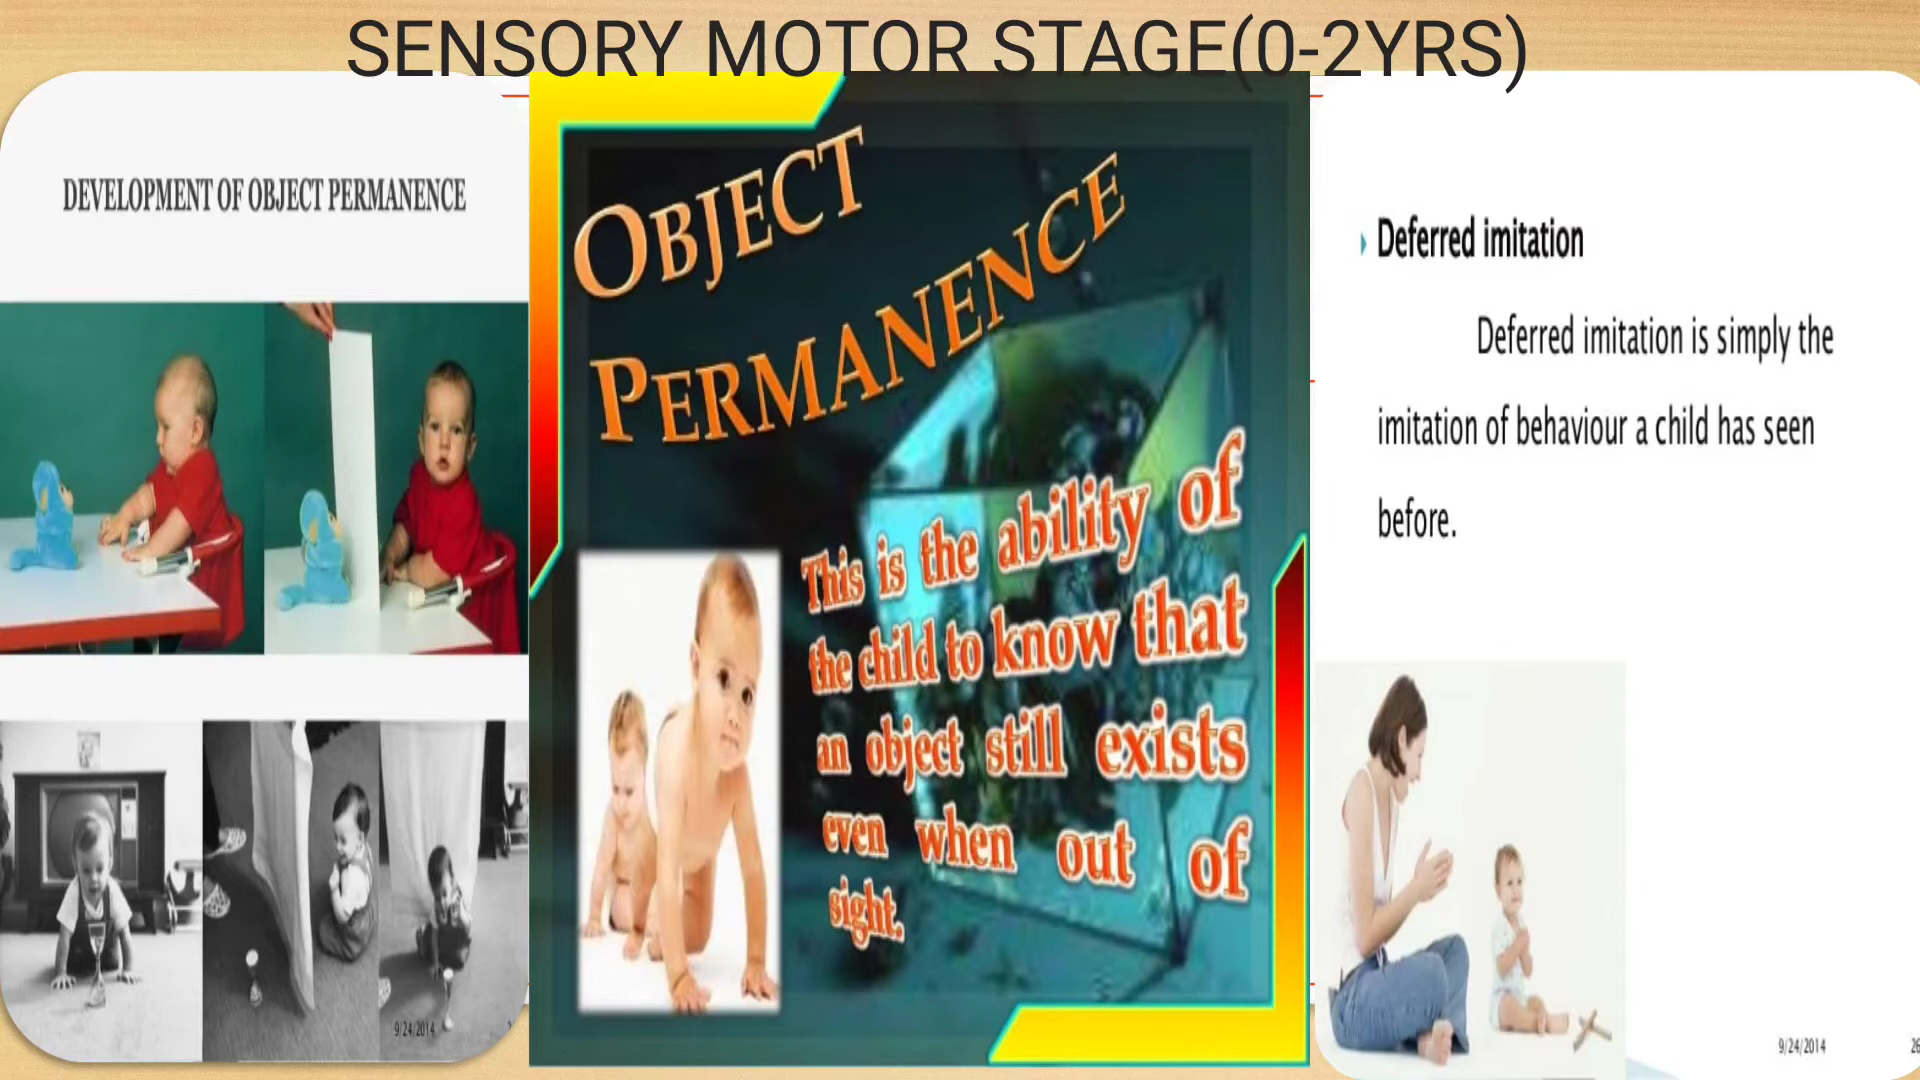 SENSORY MOTOR STAGE(0-2YRS)
DEVELOPMENT OF OBJECT PERMANENCE
9/24/2014
OBJECT
PERMANENCE
This is the ability of
the child to know that
an object still exists
even when out of
sight.
Deferred imitation
Deferred imitation is simply the
imitation of behaviour a child has seen
before.
9/24/2014
26